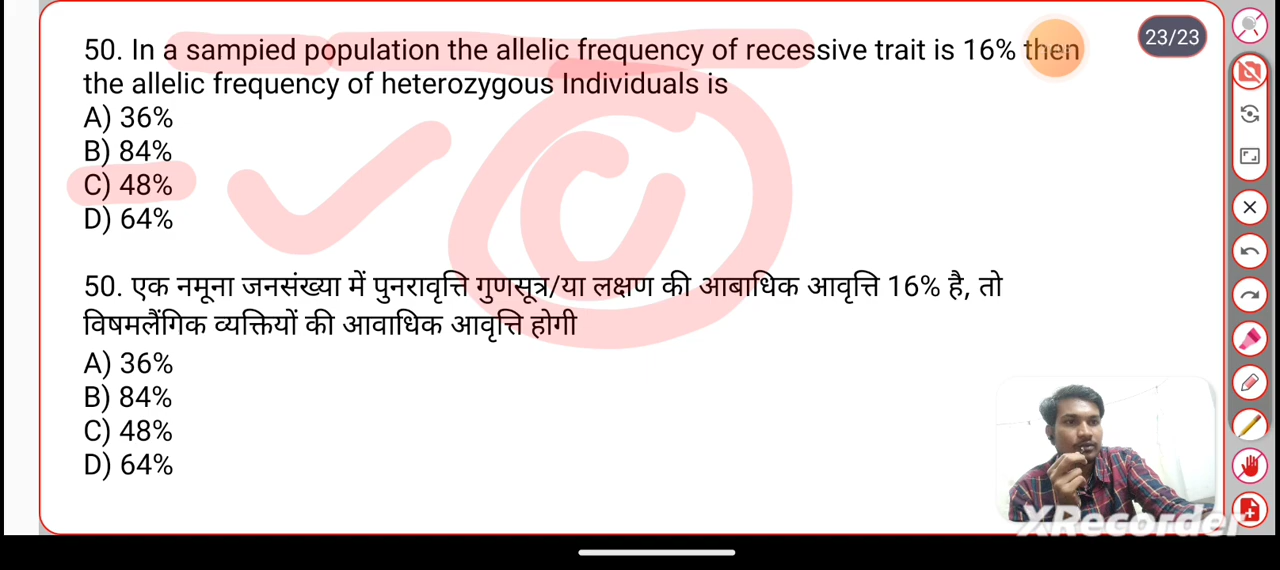 23/23
50. In a sampied population the allelic frequency of recessive trait is 16% then
the allelic frequency of heterozygous Individuals is
A) 36%
B) 84%
C) 48%
D) 64%
50. एक नमूना जनसंख्या में पुनरावृत्ति गुणसूत्र/या लक्षण की आबाधिक आवृत्ति 16% है, तो
विषमलैंगिक व्यक्तियों की आवाधिक आवृत्ति होगी
A) 36%
B) 84%
C) 48%
D) 64%
XRecorder